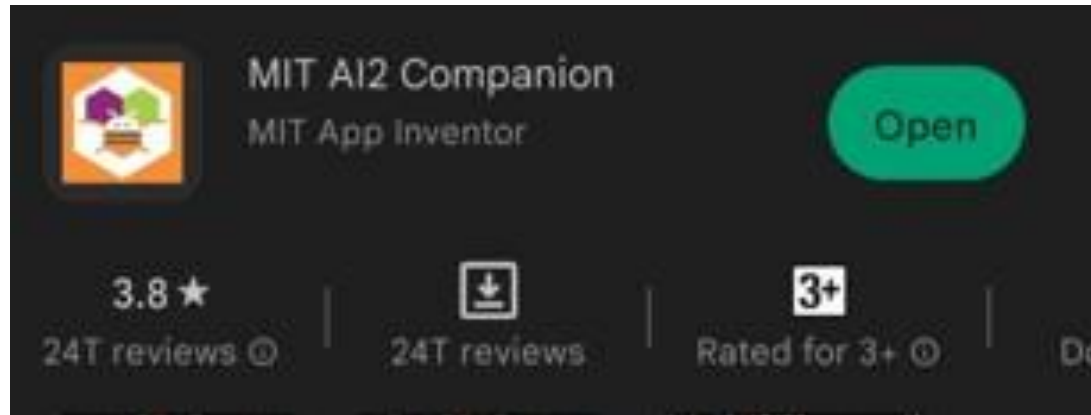 MIT AI2 Companion
MIT App Inventor
Open
3.8★
24T reviews
24T reviews
3+
Rated for 3+